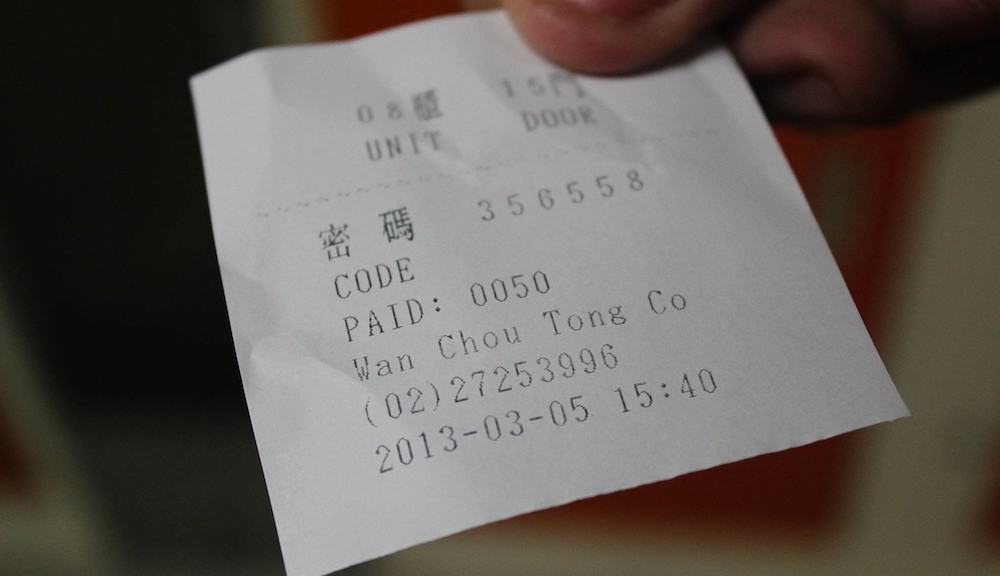 08櫃 15門
UNIT DOOR
密碼 356558
CODE
PAID: 0050
Wan Chou Tong Co
(02)27253996
2013-03-05 15:40